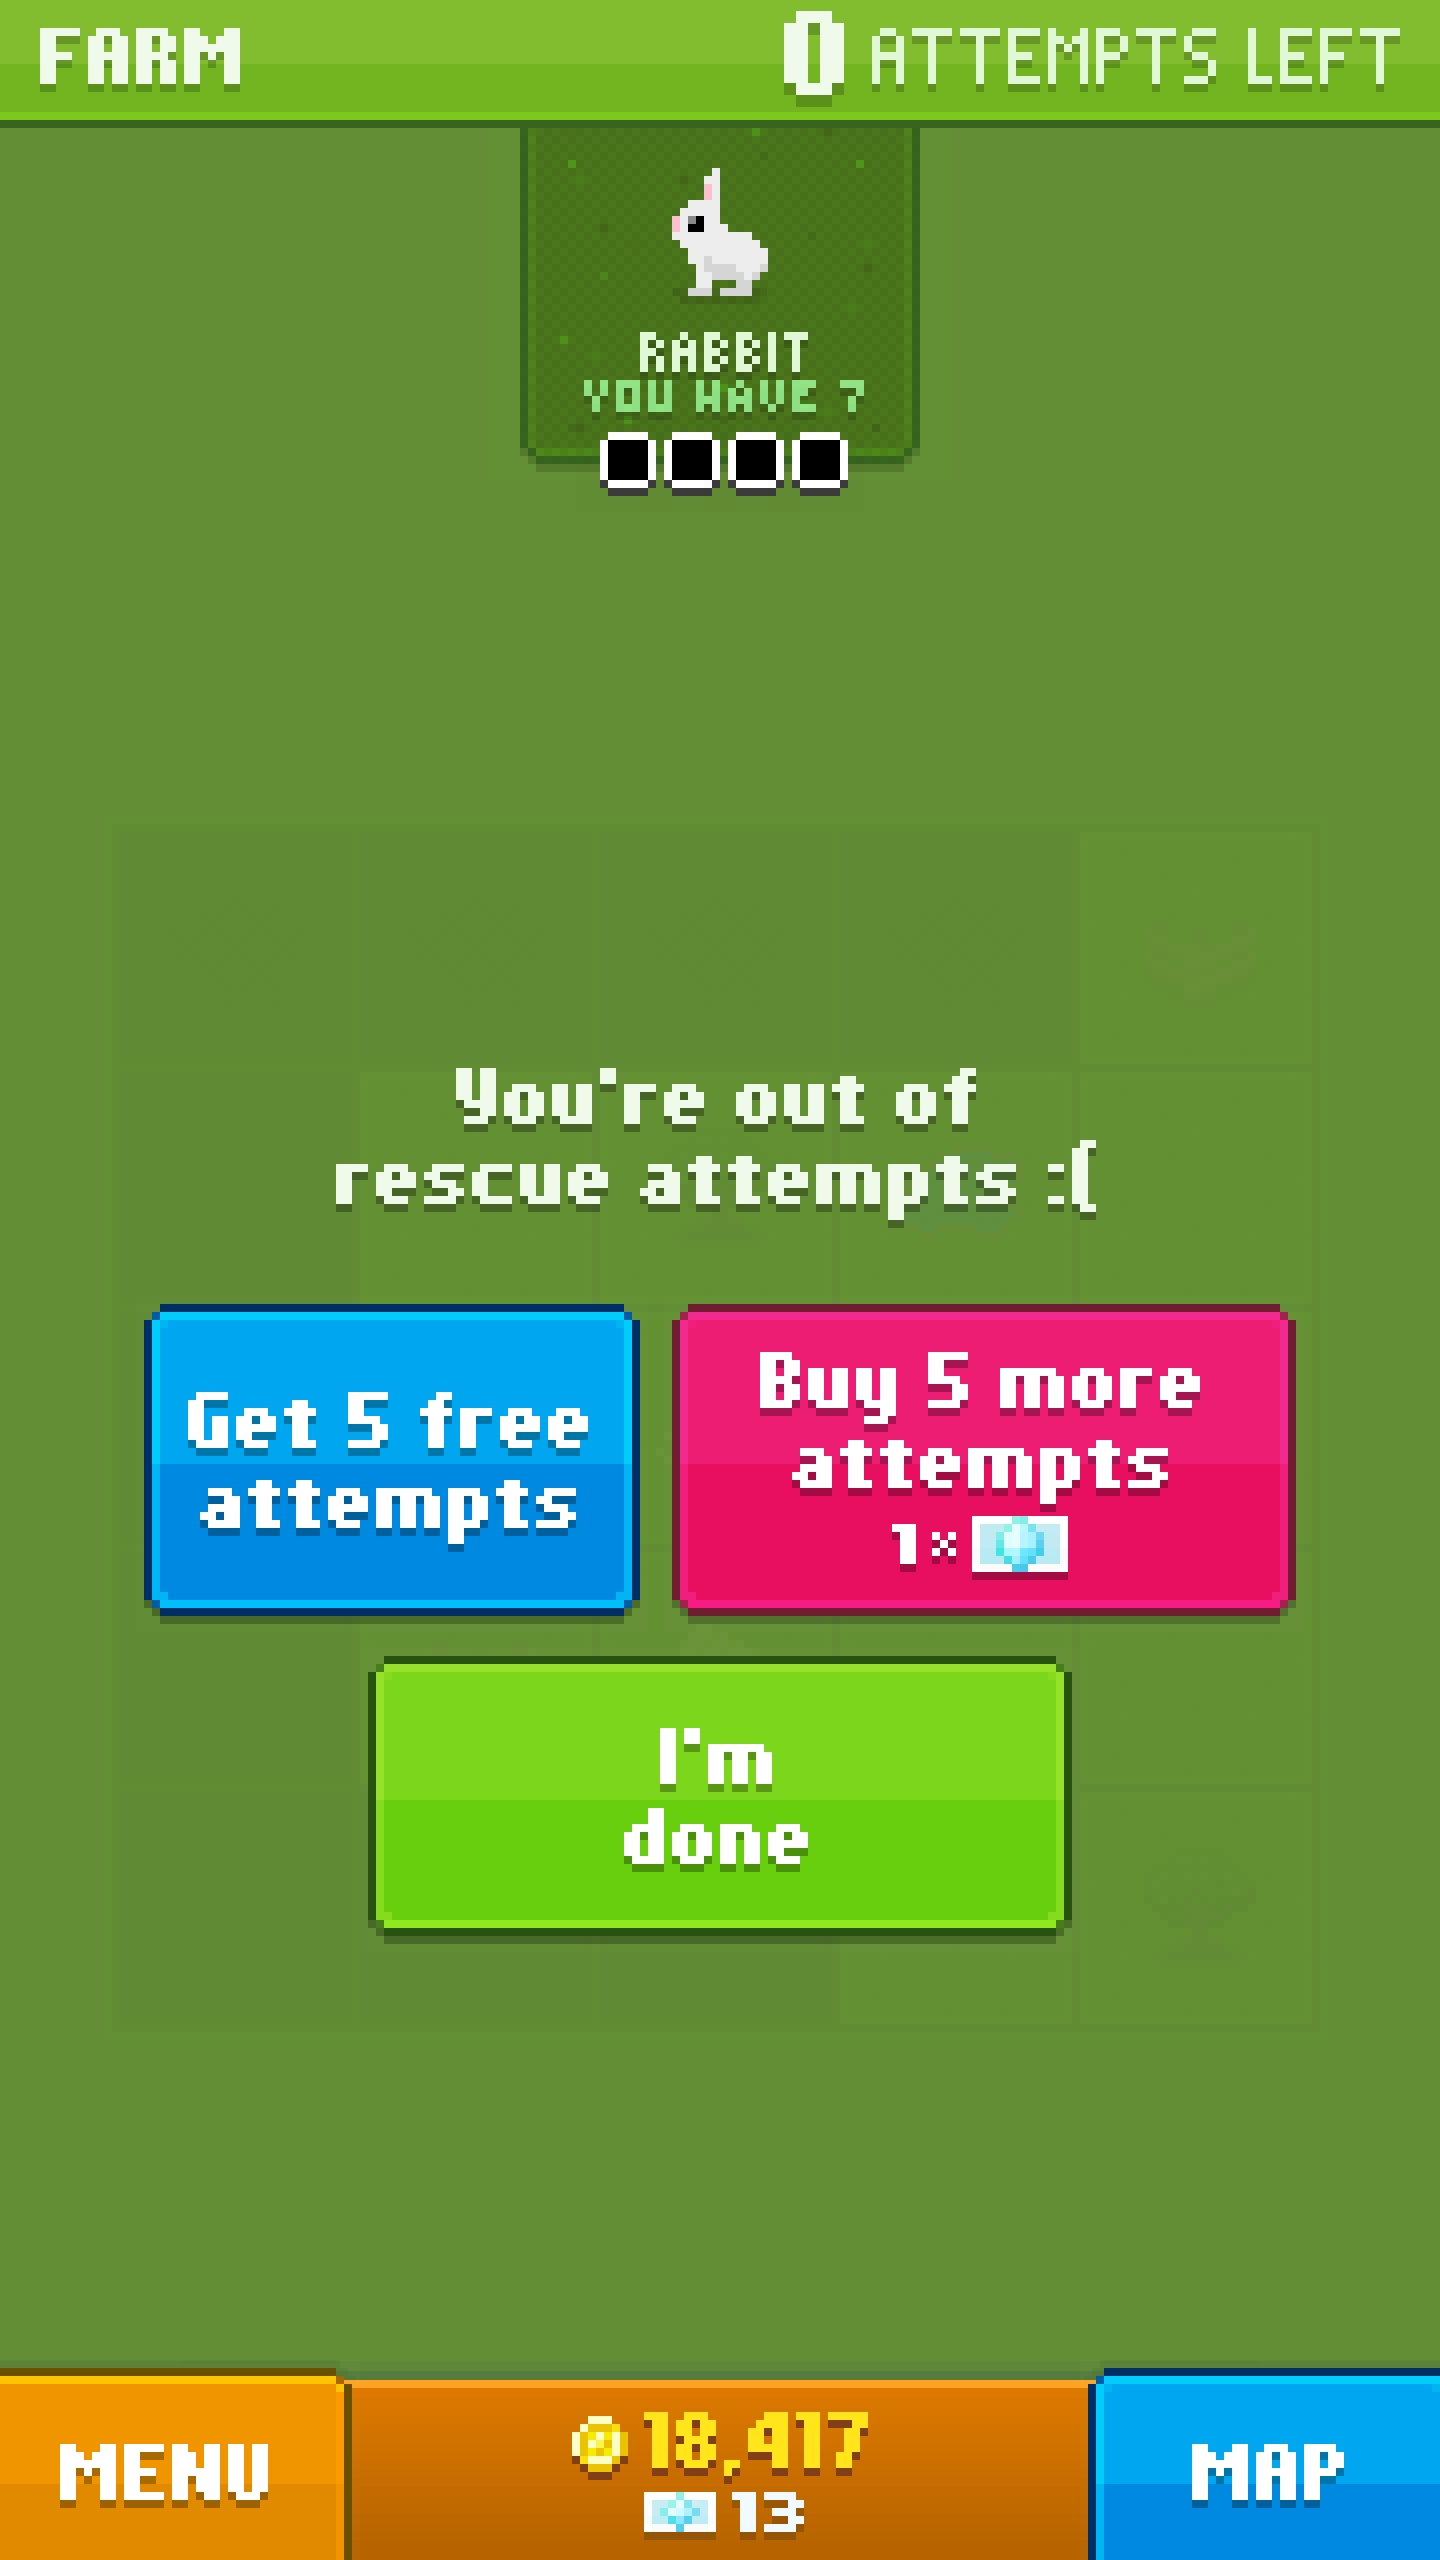 FARM
0 ATTEMPTS LEFT
RABBIT
YOU HAVE 7
You're out of
rescue attempts :(
Get 5 free
attempts
Buy 5 more
attempts
1×
I'm
done
MENU
18,417
13
MAP